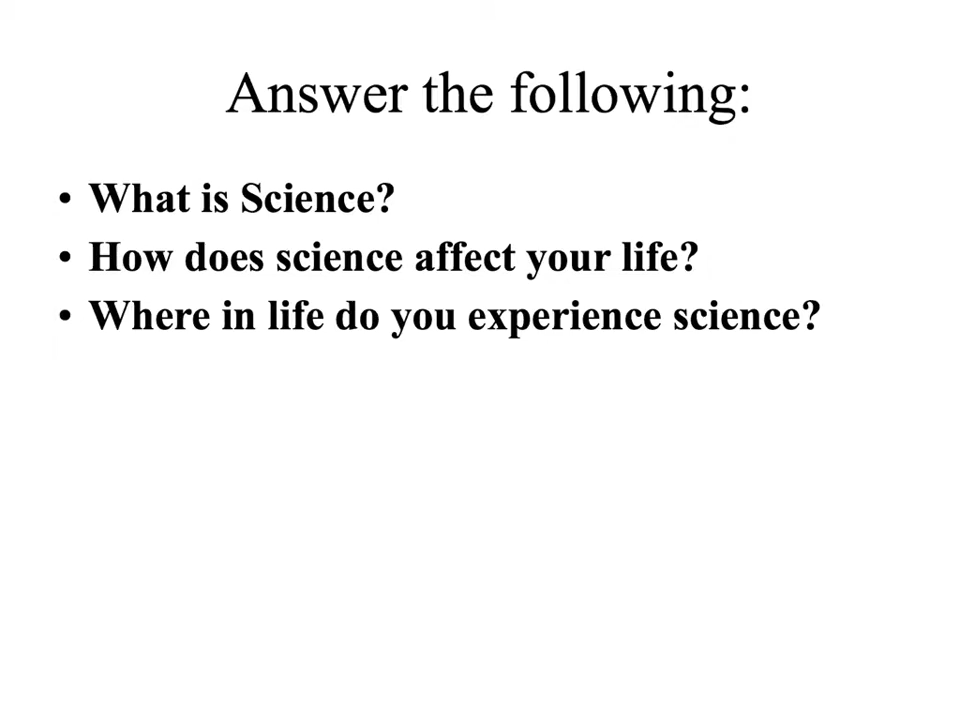 Answer the following:
• What is Science?
• How does science affect your life?
• Where in life do you experience science?